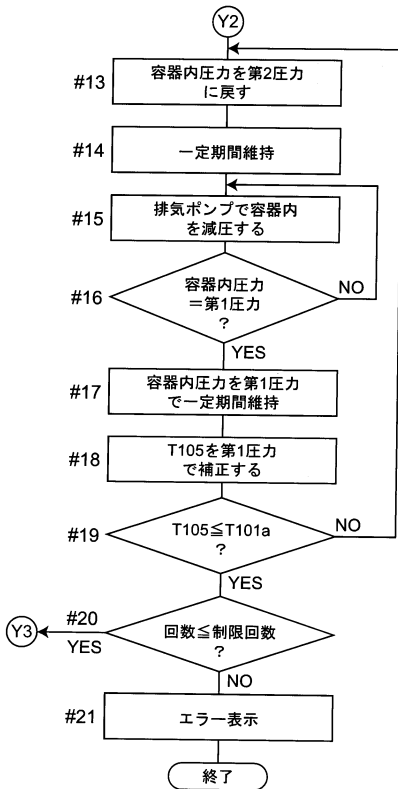 Y2
#13
容器内圧力を第2圧力
に戻す
#14
一定期間維持
#15
排気ポンプで容器内
を減圧する
#16
容器内圧力
=第1圧力
?
NO
YES
#17
容器内圧力を第1圧力
で一定期間維持
#18
T105を第1圧力
で補正する
#19
T105≦T101a
?
NO
YES
#20
回数≦制限回数
?
Y3
YES
NO
#21
エラー表示
終了